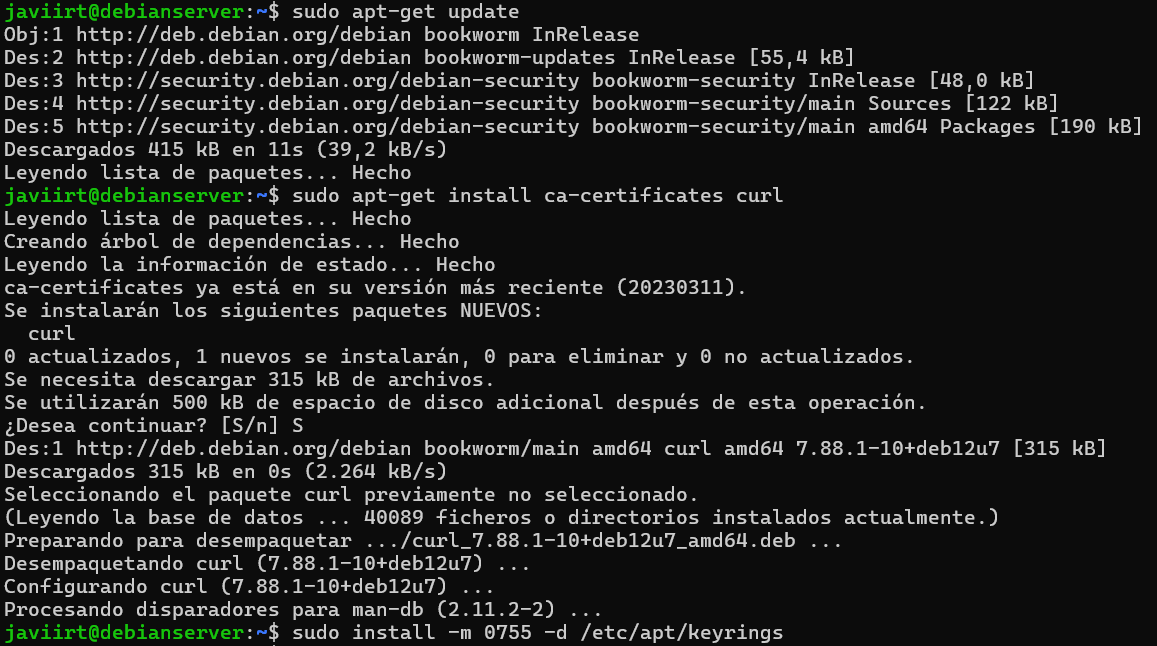 javiirt@debianserver:~$ sudo apt-get update
Obj:1 http://deb.debian.org/debian bookworm InRelease
Des:2 http://deb.debian.org/debian bookworm-updates InRelease [55,4 kB]
Des:3 http://security.debian.org/debian-security bookworm-security InRelease [48,0 kB]
Des:4 http://security.debian.org/debian-security bookworm-security/main Sources [122 kB]
Des:5 http://security.debian.org/debian-security bookworm-security/main amd64 Packages [190 kB]
Descargados 415 kB en 11s (39,2 kB/s)
Leyendo lista de paquetes... Hecho
javiirt@debianserver:~$ sudo apt-get install ca-certificates curl
Leyendo lista de paquetes... Hecho
Creando árbol de dependencias... Hecho
Leyendo la información de estado... Hecho
ca-certificates ya está en su versión más reciente (20230311).
Se instalarán los siguientes paquetes NUEVOS:
  curl
0 actualizados, 1 nuevos se instalarán, 0 para eliminar y 0 no actualizados.
Se necesita descargar 315 kB de archivos.
Se utilizarán 500 kB de espacio de disco adicional después de esta operación.
¿Desea continuar? [S/n] S
Des:1 http://deb.debian.org/debian bookworm/main amd64 curl amd64 7.88.1-10+deb12u7 [315 kB]
Descargados 315 kB en 0s (2.264 kB/s)
Seleccionando el paquete curl previamente no seleccionado.
(Leyendo la base de datos ... 40089 ficheros o directorios instalados actualmente.)
Preparando para desempaquetar .../curl_7.88.1-10+deb12u7_amd64.deb ...
Desempaquetando curl (7.88.1-10+deb12u7) ...
Configurando curl (7.88.1-10+deb12u7) ...
Procesando disparadores para man-db (2.11.2-2) ...
javiirt@debianserver:~$ sudo install -m 0755 -d /etc/apt/keyrings